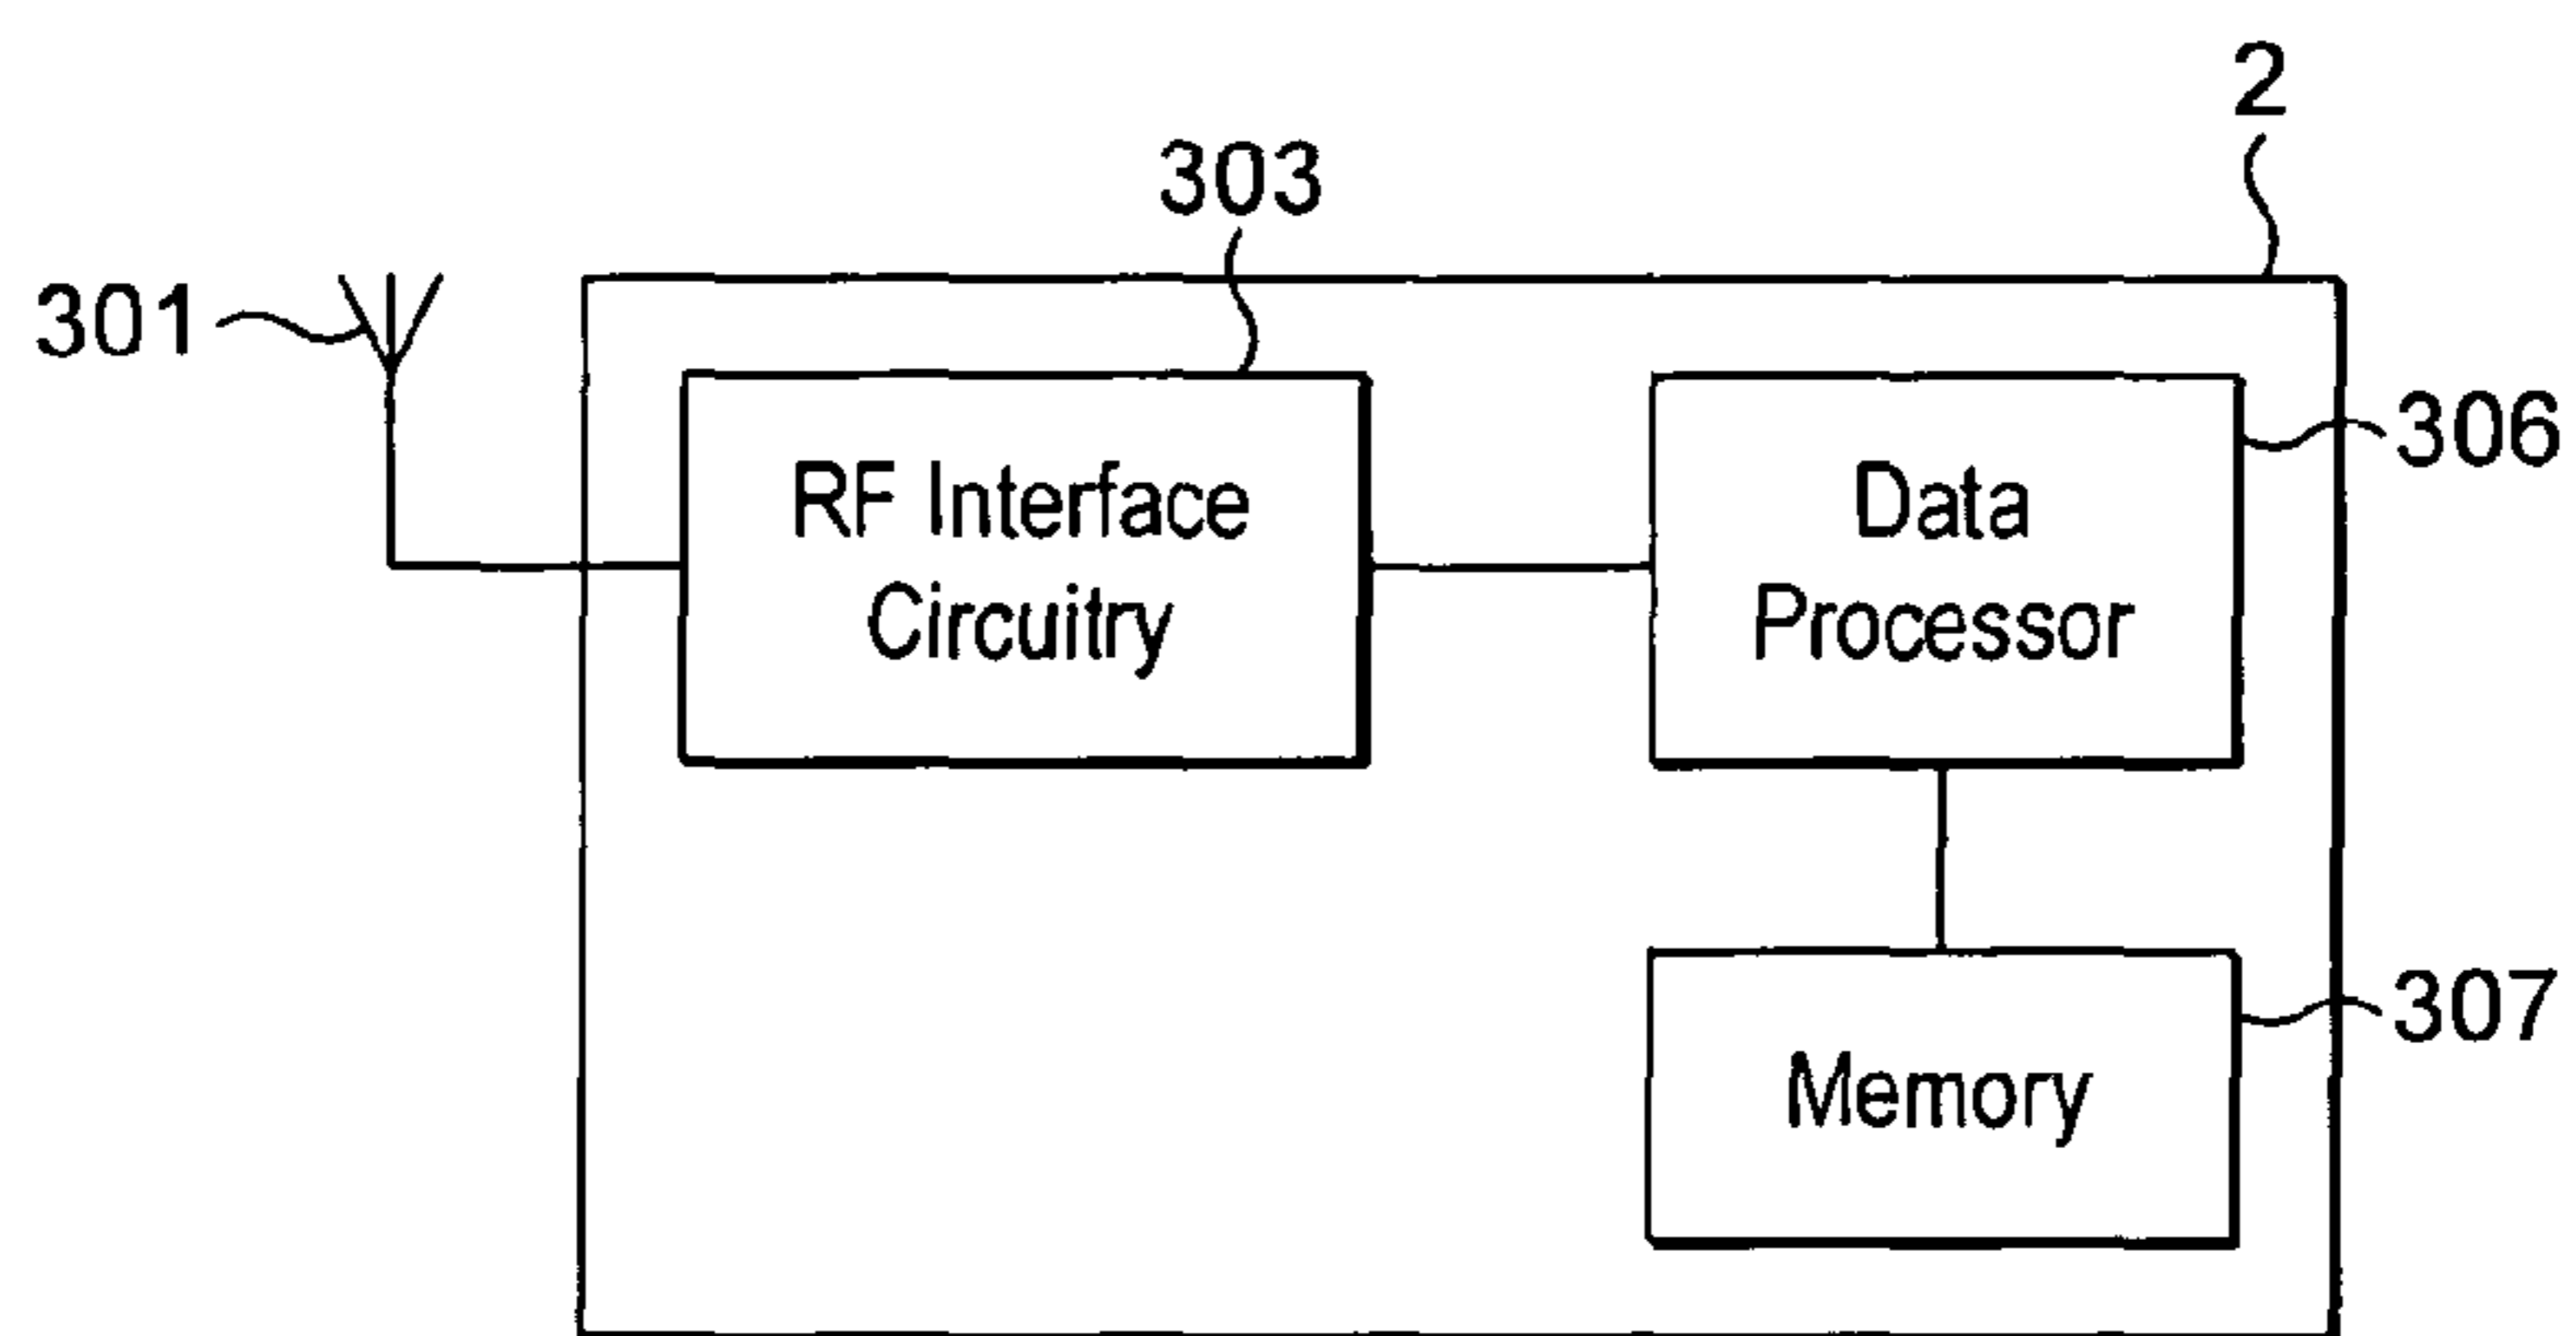 2
303
301
306
RF Interface
Circuitry
Data
Processor
307
Memory